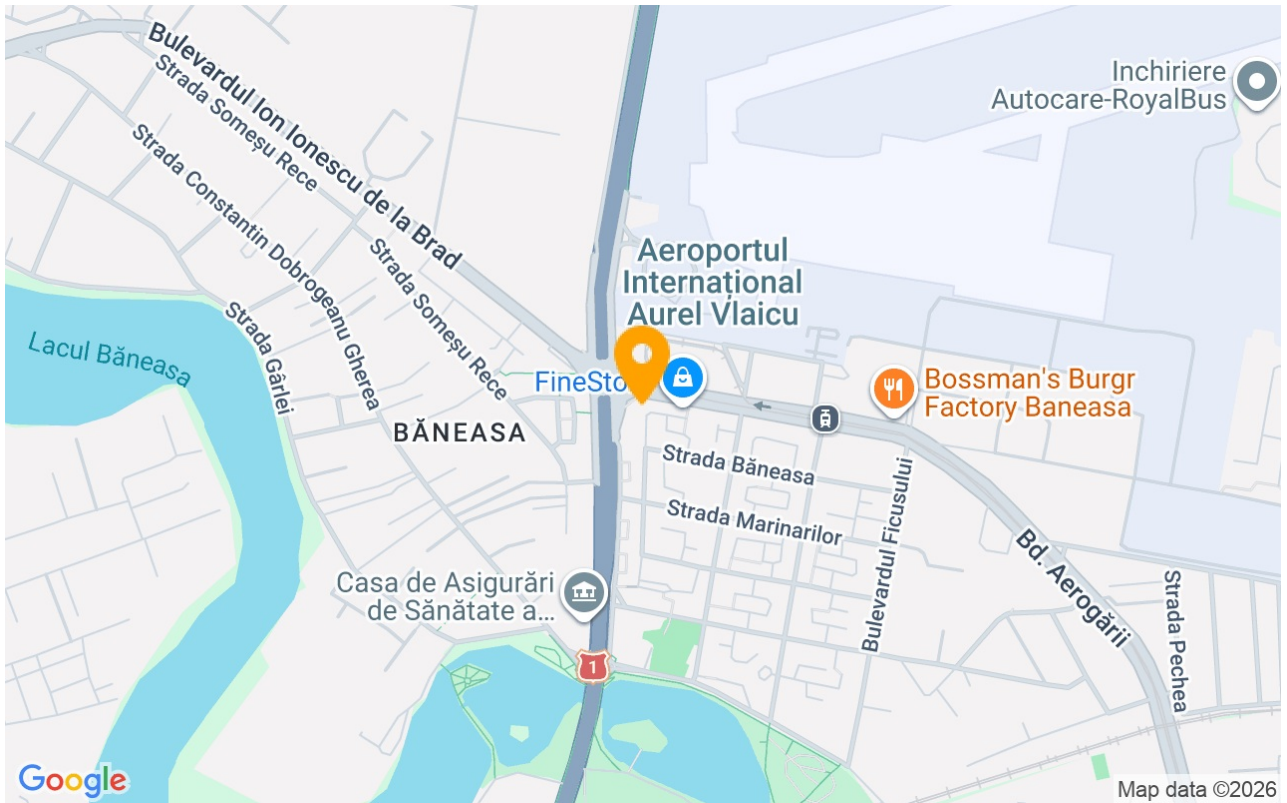 Bulevardul Ion Ionescu de la Brad
Strada Someșu Rece
Strada Constantin Dobrogeanu Gherea
Strada Someșu Rece
Strada Gârlei
Lacul Băneasa
BĂNEASA
Inchiriere
Autocare-RoyalBus
Aeroportul
Internațional
Aurel Vlaicu
FineSto
Bossman's Burgr
Factory Baneasa
Strada Băneasa
Strada Marinarilor
Bulevardul Ficusului
Bd. Aerogării
Strada Pechea
Casa de Asigurări
de Sănătate a...
1
Google
Map data ©2026